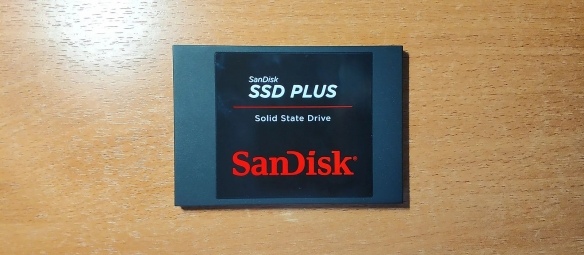 SanDisk
SSD PLUS
Solid State Drive
SanDisk®